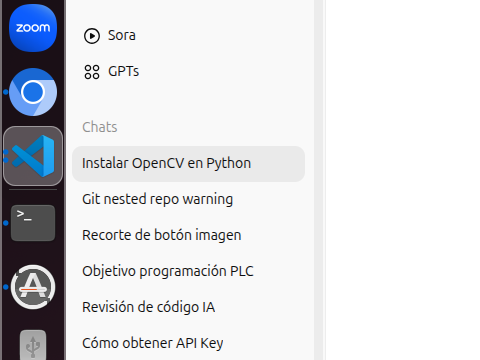 zoom
Sora
GPTs
Chats
Instalar OpenCV en Python
Git nested repo warning
Recorte de botón imagen
>_
Objetivo programación PLC
A
Revisión de código IA
Cómo obtener API Key